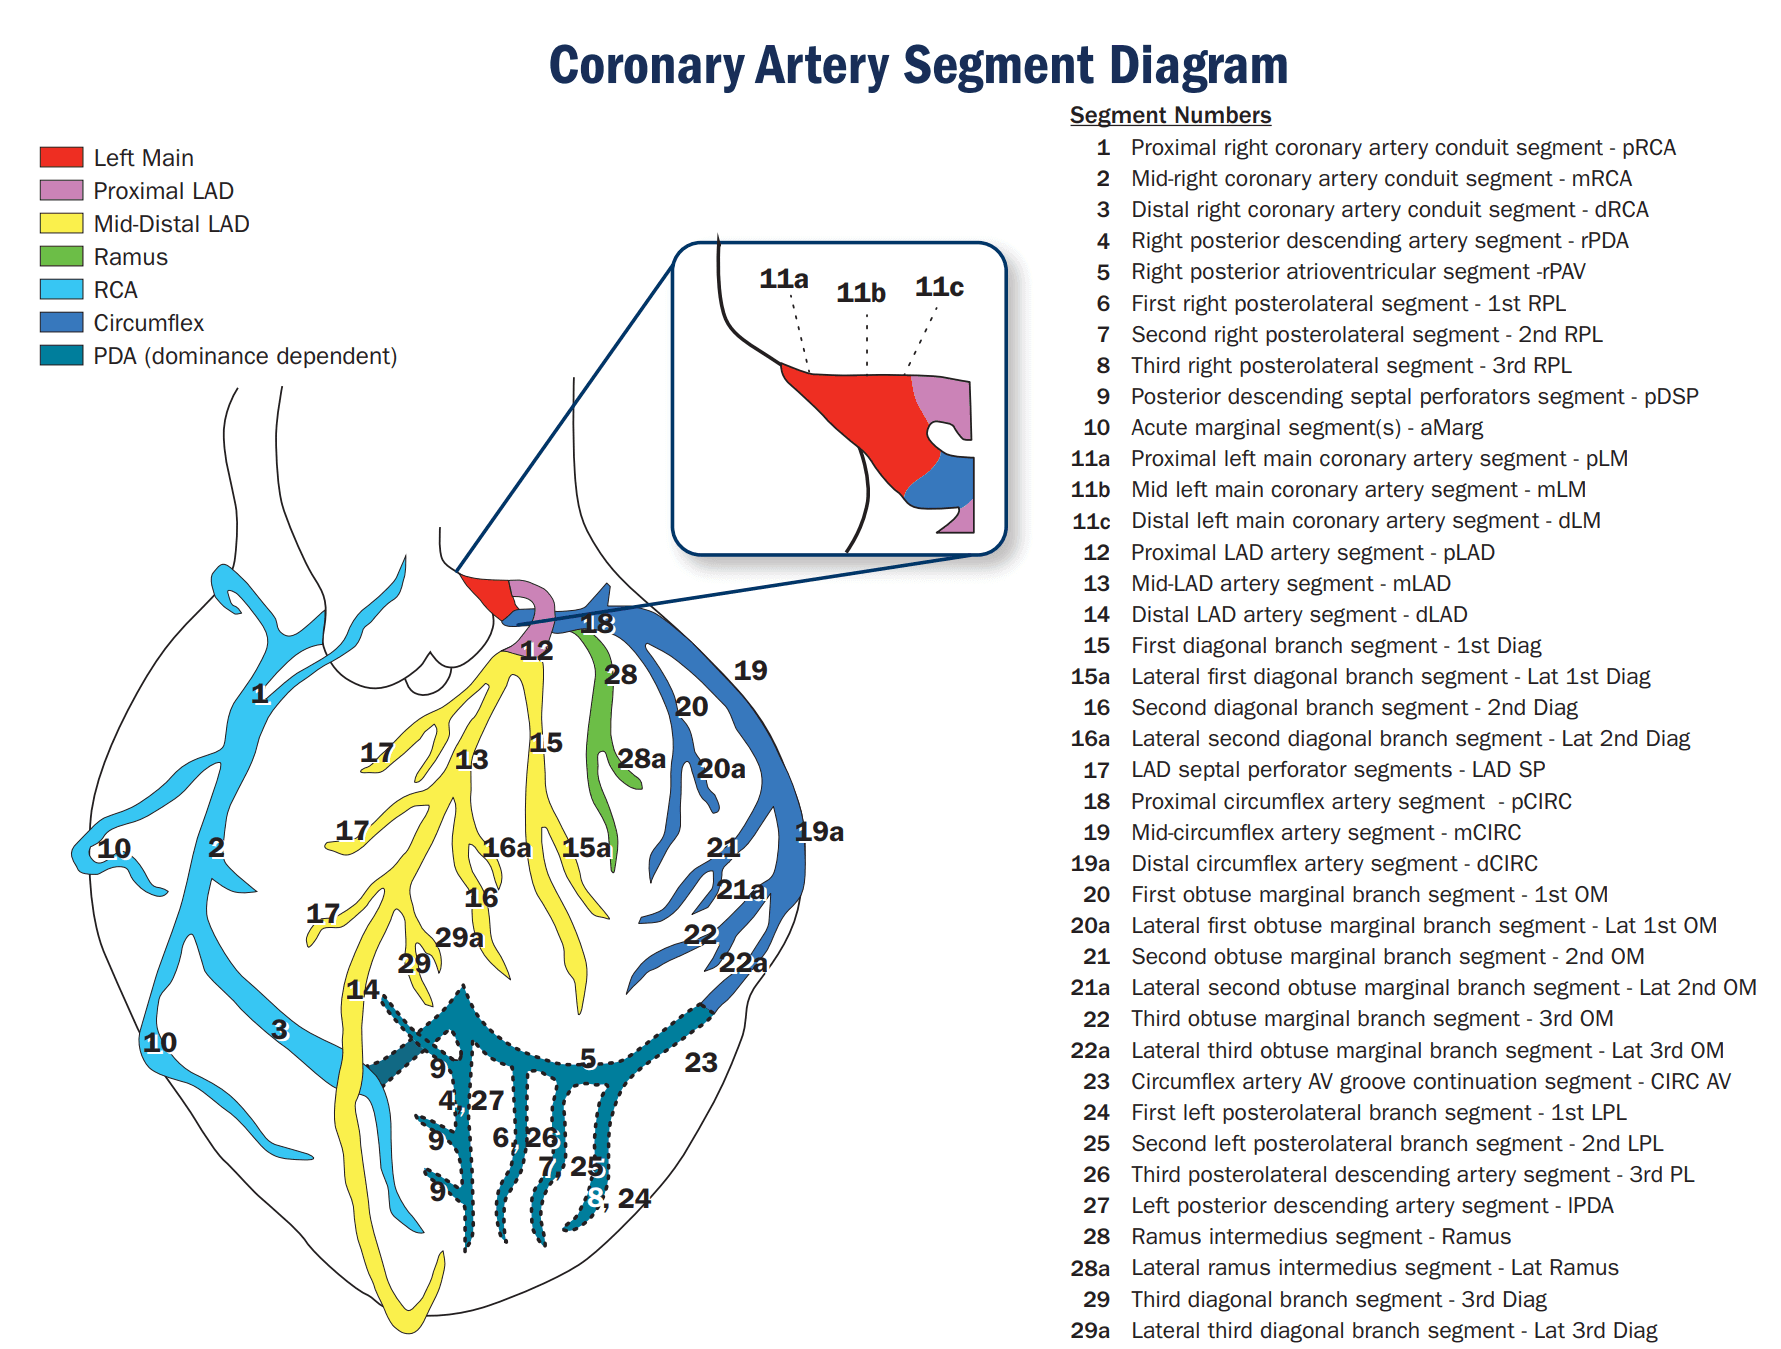 Coronary Artery Segment Diagram
Left Main
Proximal LAD
Mid-Distal LAD
Ramus
RCA
Circumflex
PDA (dominance dependent)
11a
11b
11c
18
12
28
19
1
20
17
13
15
28a
20a
17
10
2
16a
15a
21
19a
16
21a
17
29a
22
29
22a
14
3
10
9
5
23
4, 27
9
6, 26
7, 25
9
8, 24
Segment Numbers
1 Proximal right coronary artery conduit segment - pRCA
2 Mid-right coronary artery conduit segment - mRCA
3 Distal right coronary artery conduit segment - dRCA
4 Right posterior descending artery segment - rPDA
5 Right posterior atrioventricular segment -rPAV
6 First right posterolateral segment - 1st RPL
7 Second right posterolateral segment - 2nd RPL
8 Third right posterolateral segment - 3rd RPL
9 Posterior descending septal perforators segment - pDSP
10 Acute marginal segment(s) - aMarg
11a Proximal left main coronary artery segment - pLM
11b Mid left main coronary artery segment - mLM
11c Distal left main coronary artery segment - dLM
12 Proximal LAD artery segment - pLAD
13 Mid-LAD artery segment - mLAD
14 Distal LAD artery segment - dLAD
15 First diagonal branch segment - 1st Diag
15a Lateral first diagonal branch segment - Lat 1st Diag
16 Second diagonal branch segment - 2nd Diag
16a Lateral second diagonal branch segment - Lat 2nd Diag
17 LAD septal perforator segments - LAD SP
18 Proximal circumflex artery segment - pCIRC
19 Mid-circumflex artery segment - mCIRC
19a Distal circumflex artery segment - dCIRC
20 First obtuse marginal branch segment - 1st OM
20a Lateral first obtuse marginal branch segment - Lat 1st OM
21 Second obtuse marginal branch segment - 2nd OM
21a Lateral second obtuse marginal branch segment - Lat 2nd OM
22 Third obtuse marginal branch segment - 3rd OM
22a Lateral third obtuse marginal branch segment - Lat 3rd OM
23 Circumflex artery AV groove continuation segment - CIRC AV
24 First left posterolateral branch segment - 1st LPL
25 Second left posterolateral branch segment - 2nd LPL
26 Third posterolateral descending artery segment - 3rd PL
27 Left posterior descending artery segment - lPDA
28 Ramus intermedius segment - Ramus
28a Lateral ramus intermedius segment - Lat Ramus
29 Third diagonal branch segment - 3rd Diag
29a Lateral third diagonal branch segment - Lat 3rd Diag